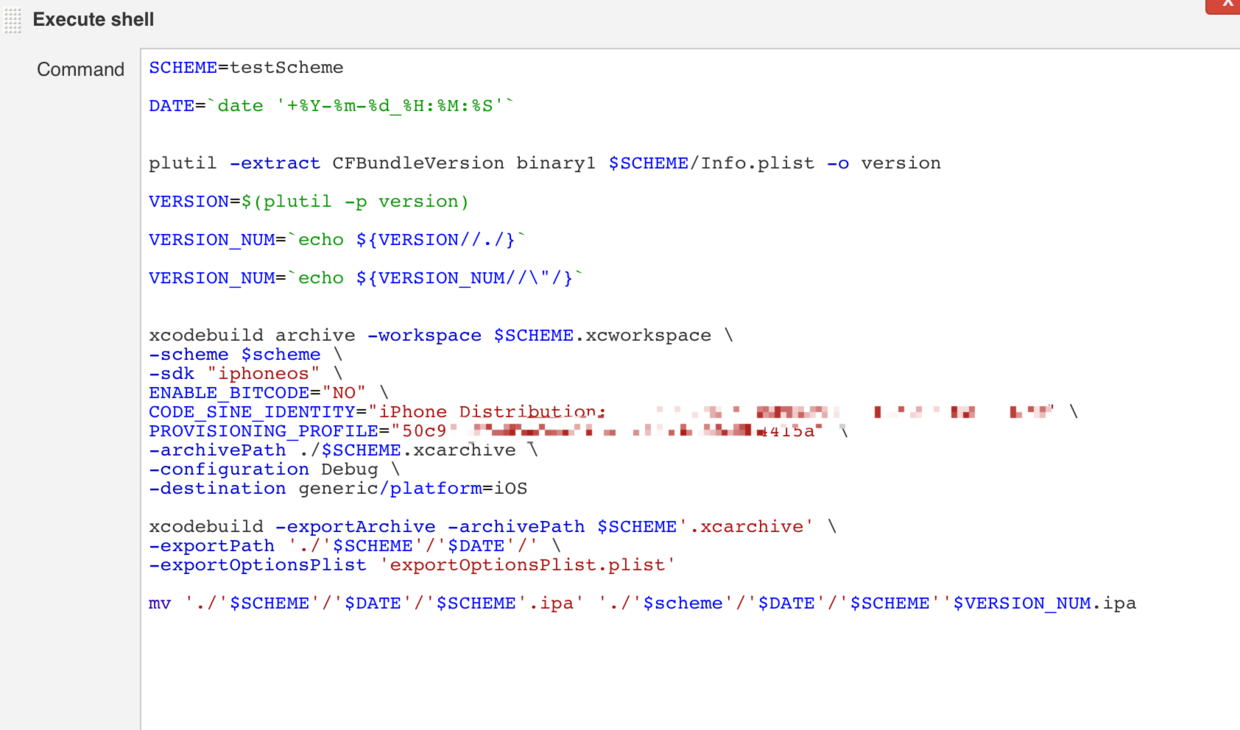 X
Execute shell
Command
SCHEME=testScheme
DATE=`date '+%Y-%m-%d_%H:%M:%S'`
plutil -extract CFBundleVersion binary1 $SCHEME/Info.plist -o version
VERSION=$(plutil -p version)
VERSION_NUM=`echo ${VERSION//./}`
VERSION_NUM=`echo ${VERSION_NUM//\"/}`
xcodebuild archive -workspace $SCHEME.xcworkspace \
-scheme $scheme \
-sdk "iphoneos" \
ENABLE_BITCODE="NO" \
CODE_SINE_IDENTITY="iPhone Distribution: " \
PROVISIONING_PROFILE="50c9 4415a" \
-archivePath ./$SCHEME.xcarchive \
-configuration Debug \
-destination generic/platform=iOS
xcodebuild -exportArchive -archivePath $SCHEME'.xcarchive' \
-exportPath './'$SCHEME'/'$DATE'/' \
-exportOptionsPlist 'exportOptionsPlist.plist'
mv './'$SCHEME'/'$DATE'/'$SCHEME'.ipa' './'$scheme'/'$DATE'/'$SCHEME''$VERSION_NUM.ipa